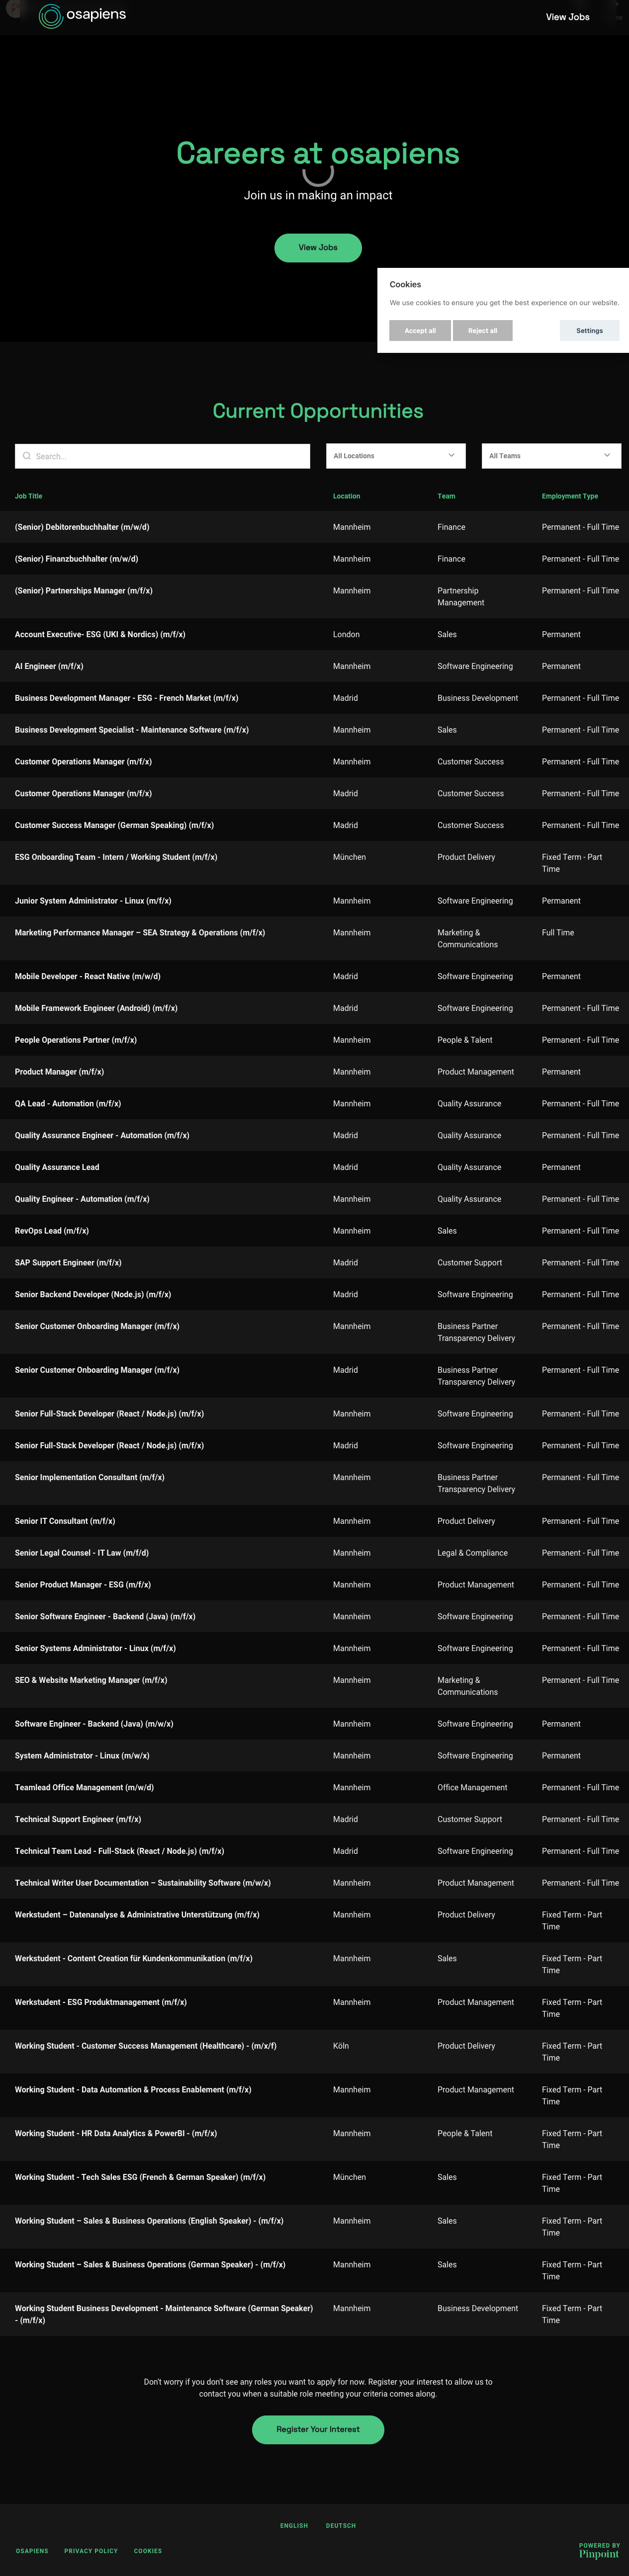 osapiens
View Jobs
Careers at osapiens
Join us in making an impact
View Jobs
Cookies
We use cookies to ensure you get the best experience on our website.
Accept all
Reject all
Settings
Current Opportunities
Search...
All Locations
All Teams
Job Title Location Team Employment Type
(Senior) Debitorenbuchhalter (m/w/d) Mannheim Finance Permanent - Full Time
(Senior) Finanzbuchhalter (m/w/d) Mannheim Finance Permanent - Full Time
(Senior) Partnerships Manager (m/f/x) Mannheim Partnership Permanent - Full Time
Management
Account Executive- ESG (UKI & Nordics) (m/f/x) London Sales Permanent
AI Engineer (m/f/x) Mannheim Software Engineering Permanent
Business Development Manager - ESG - French Market (m/f/x) Madrid Business Development Permanent - Full Time
Business Development Specialist - Maintenance Software (m/f/x) Mannheim Sales Permanent - Full Time
Customer Operations Manager (m/f/x) Mannheim Customer Success Permanent - Full Time
Customer Operations Manager (m/f/x) Madrid Customer Success Permanent - Full Time
Customer Success Manager (German Speaking) (m/f/x) Madrid Customer Success Permanent - Full Time
ESG Onboarding Team - Intern / Working Student (m/f/x) München Product Delivery Fixed Term - Part
Time
Junior System Administrator - Linux (m/f/x) Mannheim Software Engineering Permanent
Marketing Performance Manager – SEA Strategy & Operations (m/f/x) Mannheim Marketing & Full Time
Communications
Mobile Developer - React Native (m/w/d) Madrid Software Engineering Permanent
Mobile Framework Engineer (Android) (m/f/x) Madrid Software Engineering Permanent - Full Time
People Operations Partner (m/f/x) Mannheim People & Talent Permanent - Full Time
Product Manager (m/f/x) Mannheim Product Management Permanent
QA Lead - Automation (m/f/x) Mannheim Quality Assurance Permanent - Full Time
Quality Assurance Engineer - Automation (m/f/x) Madrid Quality Assurance Permanent - Full Time
Quality Assurance Lead Madrid Quality Assurance Permanent
Quality Engineer - Automation (m/f/x) Mannheim Quality Assurance Permanent - Full Time
RevOps Lead (m/f/x) Mannheim Sales Permanent - Full Time
SAP Support Engineer (m/f/x) Madrid Customer Support Permanent - Full Time
Senior Backend Developer (Node.js) (m/f/x) Madrid Software Engineering Permanent - Full Time
Senior Customer Onboarding Manager (m/f/x) Mannheim Business Partner Permanent - Full Time
Transparency Delivery
Senior Customer Onboarding Manager (m/f/x) Madrid Business Partner Permanent - Full Time
Transparency Delivery
Senior Full-Stack Developer (React / Node.js) (m/f/x) Mannheim Software Engineering Permanent - Full Time
Senior Full-Stack Developer (React / Node.js) (m/f/x) Madrid Software Engineering Permanent - Full Time
Senior Implementation Consultant (m/f/x) Mannheim Business Partner Permanent - Full Time
Transparency Delivery
Senior IT Consultant (m/f/x) Mannheim Product Delivery Permanent - Full Time
Senior Legal Counsel - IT Law (m/f/d) Mannheim Legal & Compliance Permanent - Full Time
Senior Product Manager - ESG (m/f/x) Mannheim Product Management Permanent - Full Time
Senior Software Engineer - Backend (Java) (m/f/x) Mannheim Software Engineering Permanent - Full Time
Senior Systems Administrator - Linux (m/f/x) Mannheim Software Engineering Permanent - Full Time
SEO & Website Marketing Manager (m/f/x) Mannheim Marketing & Permanent - Full Time
Communications
Software Engineer - Backend (Java) (m/w/x) Mannheim Software Engineering Permanent
System Administrator - Linux (m/w/x) Mannheim Software Engineering Permanent
Teamlead Office Management (m/w/d) Mannheim Office Management Permanent - Full Time
Technical Support Engineer (m/f/x) Madrid Customer Support Permanent - Full Time
Technical Team Lead - Full-Stack (React / Node.js) (m/f/x) Madrid Software Engineering Permanent - Full Time
Technical Writer User Documentation – Sustainability Software (m/w/x) Mannheim Product Management Permanent - Full Time
Werkstudent – Datenanalyse & Administrative Unterstützung (m/f/x) Mannheim Product Delivery Fixed Term - Part
Time
Werkstudent - Content Creation für Kundenkommunikation (m/f/x) Mannheim Sales Fixed Term - Part
Time
Werkstudent - ESG Produktmanagement (m/f/x) Mannheim Product Management Fixed Term - Part
Time
Working Student - Customer Success Management (Healthcare) - (m/x/f) Köln Product Delivery Fixed Term - Part
Time
Working Student - Data Automation & Process Enablement (m/f/x) Mannheim Product Management Fixed Term - Part
Time
Working Student - HR Data Analytics & PowerBI - (m/f/x) Mannheim People & Talent Fixed Term - Part
Time
Working Student - Tech Sales ESG (French & German Speaker) (m/f/x) München Sales Fixed Term - Part
Time
Working Student – Sales & Business Operations (English Speaker) - (m/f/x) Mannheim Sales Fixed Term - Part
Time
Working Student – Sales & Business Operations (German Speaker) - (m/f/x) Mannheim Sales Fixed Term - Part
Time
Working Student Business Development - Maintenance Software (German Speaker) Mannheim Business Development Fixed Term - Part
- (m/f/x) Time
Don't worry if you don't see any roles you want to apply for now. Register your interest to allow us to
contact you when a suitable role meeting your criteria comes along.
Register Your Interest
ENGLISH DEUTSCH
OSAPIENS PRIVACY POLICY COOKIES
POWERED BY
Pinpoint